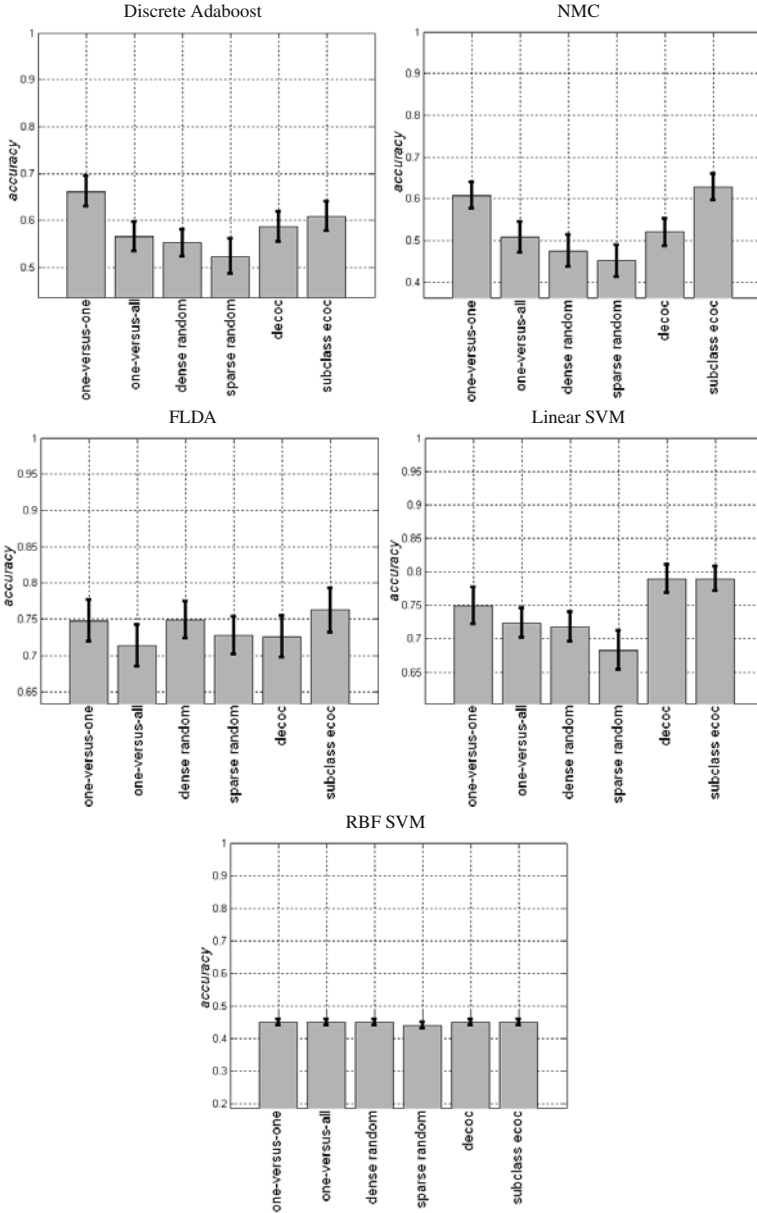 Discrete Adaboost
1
0.9
0.8
0.7
0.6
0.5
accuracy
one-versus-one
one-versus-all
dense random
sparse random
decoc
subclass ecoc
NMC
1
0.9
0.8
0.7
0.6
0.5
0.4
accuracy
one-versus-one
one-versus-all
dense random
sparse random
decoc
subclass ecoc
FLDA
1
0.95
0.9
0.85
0.8
0.75
0.7
0.65
accuracy
one-versus-one
one-versus-all
dense random
sparse random
decoc
subclass ecoc
Linear SVM
1
0.95
0.9
0.85
0.8
0.75
0.7
0.65
accuracy
one-versus-one
one-versus-all
dense random
sparse random
decoc
subclass ecoc
RBF SVM
1
0.9
0.8
0.7
0.6
0.5
0.4
0.3
0.2
accuracy
one-versus-one
one-versus-all
dense random
sparse random
decoc
subclass ecoc